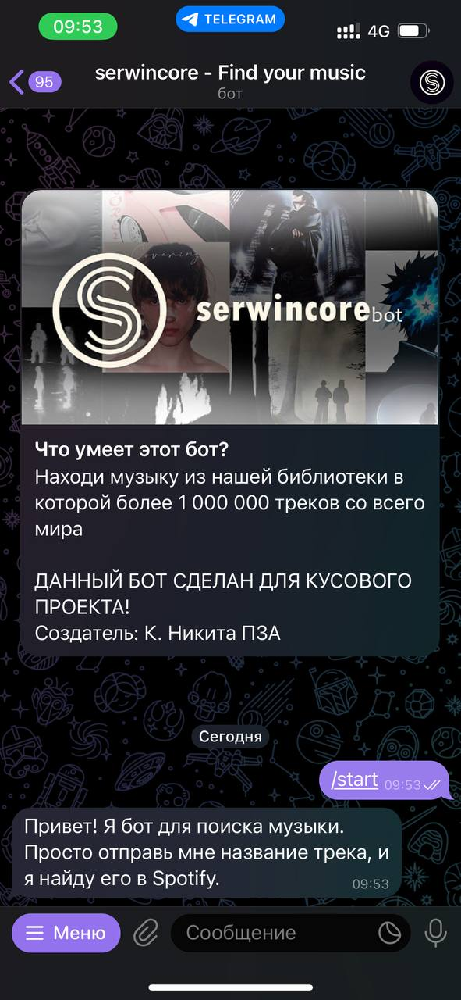 09:53
TELEGRAM
4G
95
serwincore - Find your music
бот
Covering
serwincorebot
Что умеет этот бот?
Находи музыку из нашей библиотеки в
которой более 1 000 000 треков со всего
мира
ДАННЫЙ БОТ СДЕЛАН ДЛЯ КУСОВОГО
ПРОЕКТА!
Создатель: К. Никита ПЗА
Сегодня
/start 09:53
Привет! Я бот для поиска музыки.
Просто отправь мне название трека, и
я найду его в Spotify.
09:53
Меню
Сообщение